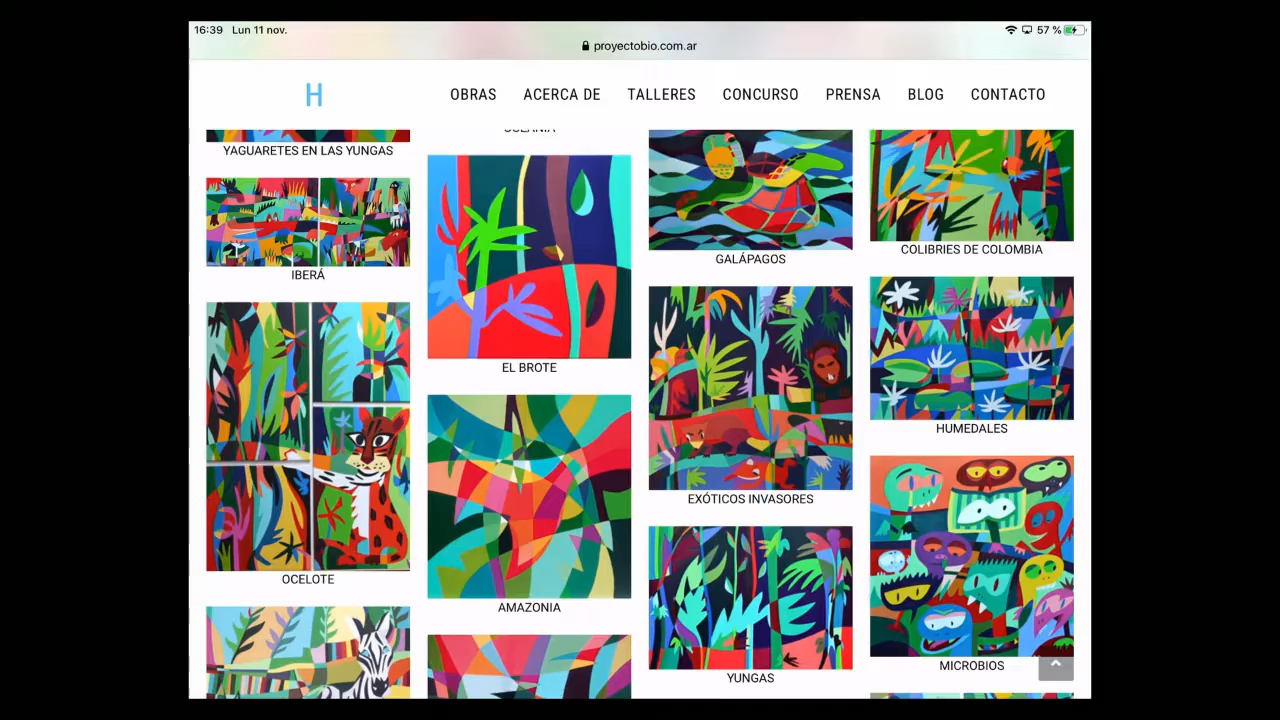 16:39 Lun 11 nov.
57 %
proyectobio.com.ar
H
OBRAS ACERCA DE TALLERES CONCURSO PRENSA BLOG CONTACTO
YAGUARETES EN LAS YUNGAS
IBERÁ
OCELOTE
OCEANÍA
EL BROTE
AMAZONIA
GALÁPAGOS
EXÓTICOS INVASORES
YUNGAS
COLIBRIES DE COLOMBIA
HUMEDALES
MICROBIOS